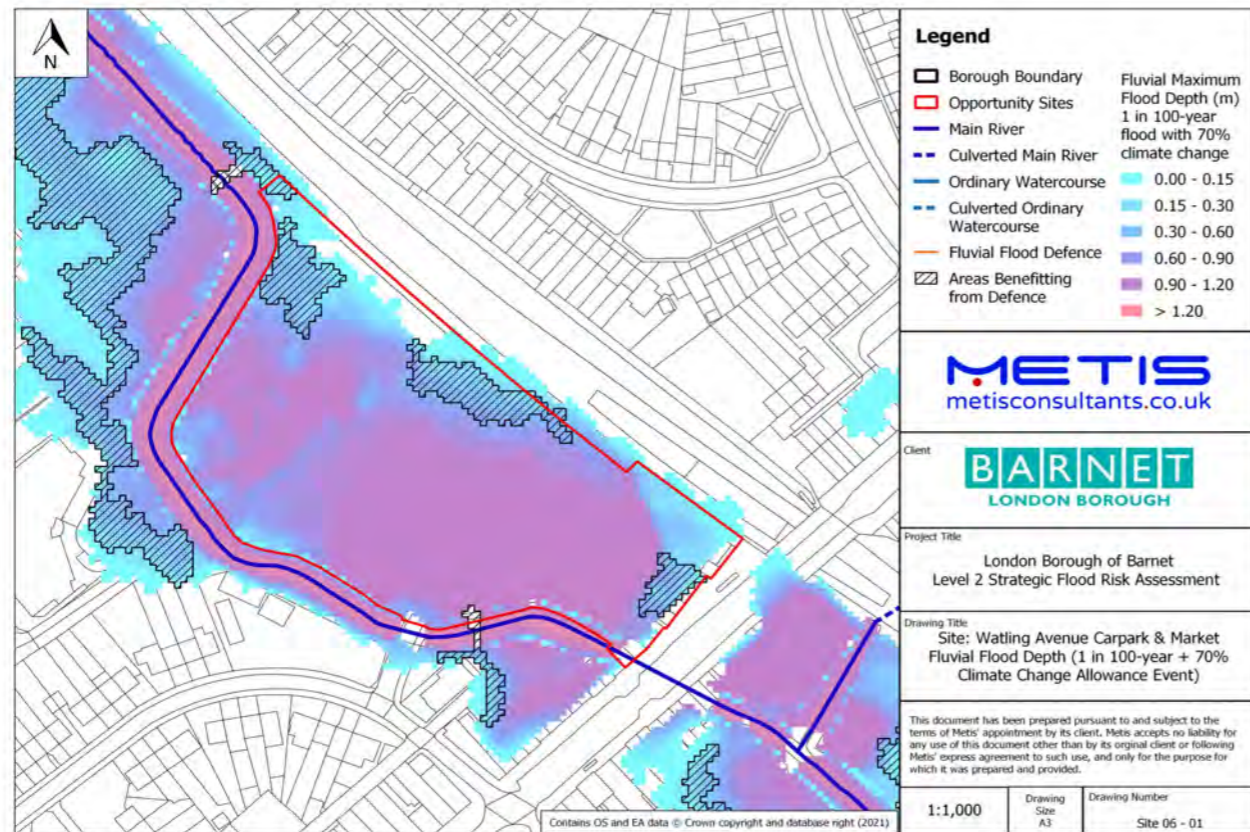 N
Legend
Borough Boundary
Opportunity Sites
Main River
Culverted Main River
Ordinary Watercourse
Culverted Ordinary
Watercourse
Fluvial Flood Defence
Areas Benefitting
from Defence
Fluvial Maximum
Flood Depth (m)
1 in 100-year
flood with 70%
climate change
0.00 - 0.15
0.15 - 0.30
0.30 - 0.60
0.60 - 0.90
0.90 - 1.20
> 1.20
METIS
metisconsultants.co.uk
Client
BARNET
LONDON BOROUGH
Project Title
London Borough of Barnet
Level 2 Strategic Flood Risk Assessment
Drawing Title
Site: Watling Avenue Carpark & Market
Fluvial Flood Depth (1 in 100-year + 70%
Climate Change Allowance Event)
This document has been prepared pursuant to and subject to the
terms of Metis' appointment by its client. Metis accepts no liability for
any use of this document other than by its orginal client or following
Metis' express agreement to such use, and only for the purpose for
which it was prepared and provided.
1:1,000
Drawing
Size
A3
Drawing Number
Site 06 - 01
Contains OS and EA data © Crown copyright and database right (2021)